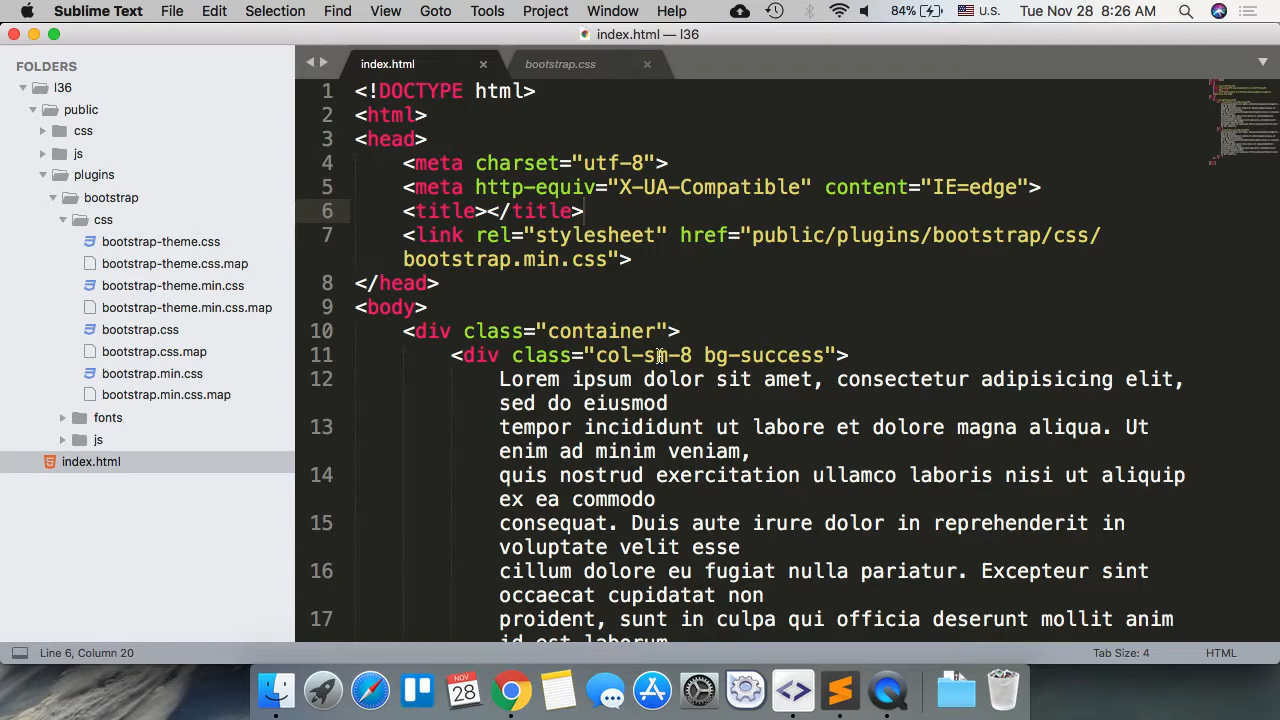 Sublime Text File Edit Selection Find View Goto Tools Project Window Help 84% U.S. Tue Nov 28 8:26 AM
index.html — l36
FOLDERS
l36
public
css
js
plugins
bootstrap
css
bootstrap-theme.css
bootstrap-theme.css.map
bootstrap-theme.min.css
bootstrap-theme.min.css.map
bootstrap.css
bootstrap.css.map
bootstrap.min.css
bootstrap.min.css.map
fonts
js
index.html
index.html bootstrap.css
1 <!DOCTYPE html>
2 <html>
3 <head>
4 <meta charset="utf-8">
5 <meta http-equiv="X-UA-Compatible" content="IE=edge">
6 <title></title>
7 <link rel="stylesheet" href="public/plugins/bootstrap/css/
bootstrap.min.css">
8 </head>
9 <body>
10 <div class="container">
11 <div class="col-sm-8 bg-success">
12 Lorem ipsum dolor sit amet, consectetur adipisicing elit,
sed do eiusmod
13 tempor incididunt ut labore et dolore magna aliqua. Ut
enim ad minim veniam,
14 quis nostrud exercitation ullamco laboris nisi ut aliquip
ex ea commodo
15 consequat. Duis aute irure dolor in reprehenderit in
voluptate velit esse
16 cillum dolore eu fugiat nulla pariatur. Excepteur sint
occaecat cupidatat non
17 proident, sunt in culpa qui officia deserunt mollit anim
id est laborum
Line 6, Column 20 Tab Size: 4 HTML
NOV
28